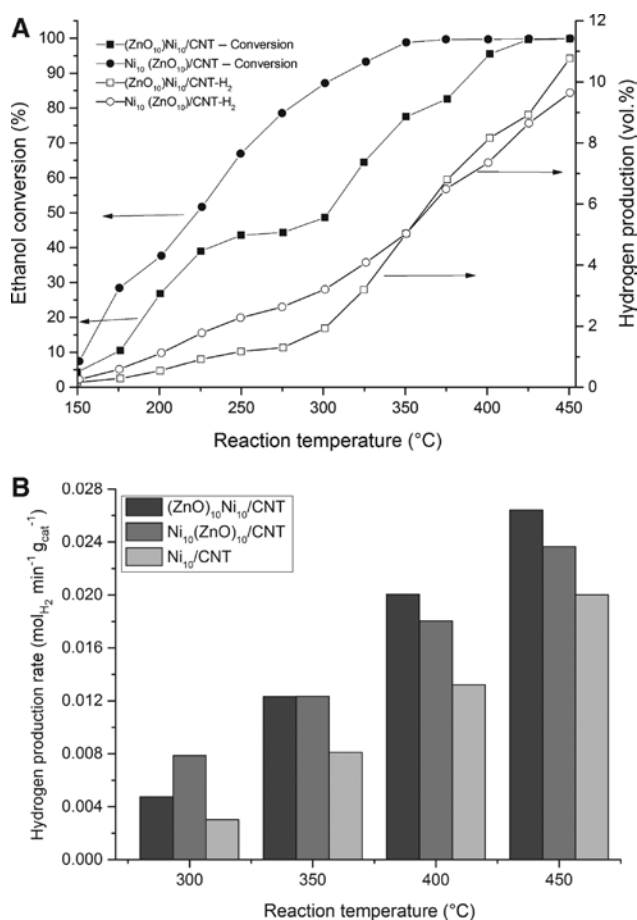 A
(ZnO₁₀)Ni₁₀/CNT – Conversion
Ni₁₀ (ZnO₁₀)/CNT – Conversion
(ZnO₁₀)Ni₁₀/CNT-H₂
Ni₁₀ (ZnO₁₀)/CNT-H₂
Ethanol conversion (%)
100
90
80
70
60
50
40
30
20
10
0
Hydrogen production (vol.%)
12
10
8
6
4
2
0
150 200 250 300 350 400 450
Reaction temperature (°C)
B
(ZnO)₁₀Ni₁₀/CNT
Ni₁₀(ZnO)₁₀/CNT
Ni₁₀/CNT
Hydrogen production rate (mol_H₂ min⁻¹ g_cat⁻¹)
0.028
0.024
0.020
0.016
0.012
0.008
0.004
0.000
300 350 400 450
Reaction temperature (°C)